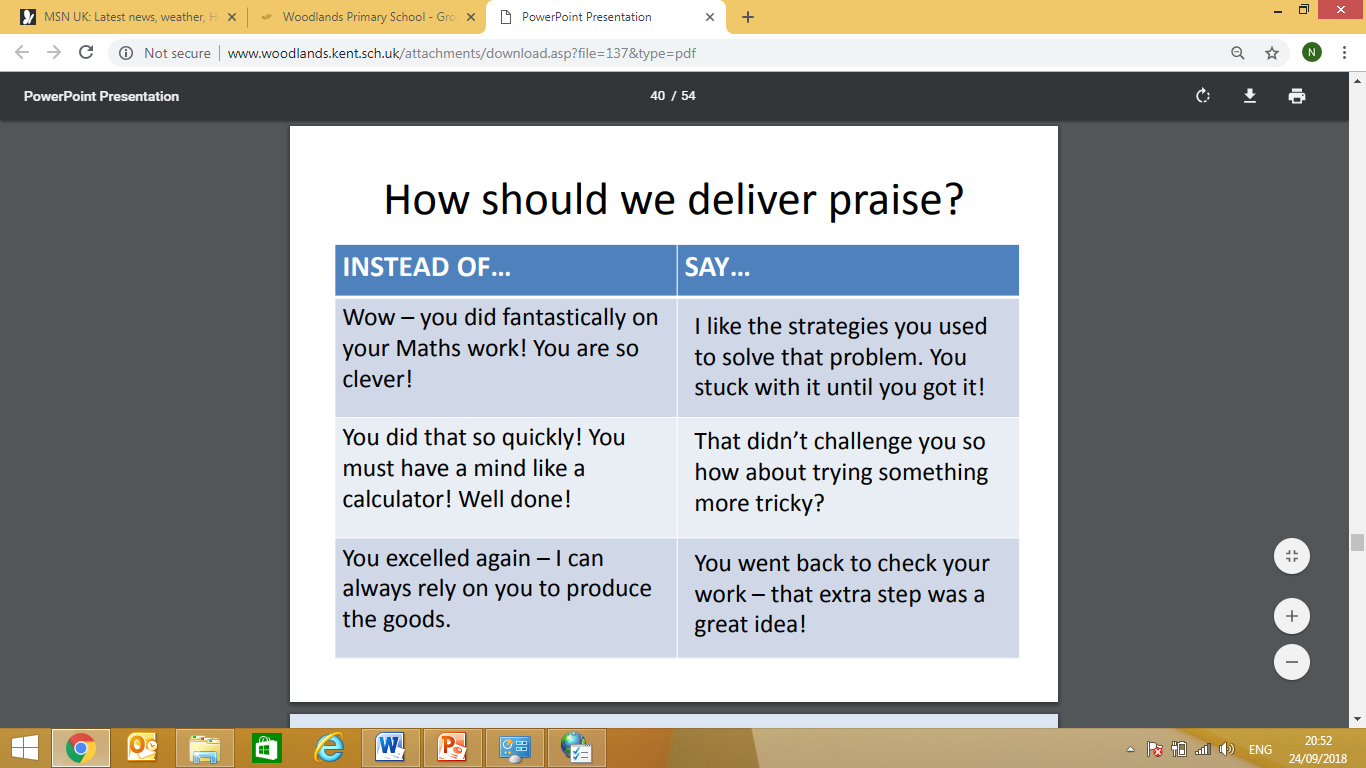 MSN UK: Latest news, weather, H
Woodlands Primary School - Gro
PowerPoint Presentation
Not secure www.woodlands.kent.sch.uk/attachments/download.asp?file=137&type=pdf
N
PowerPoint Presentation
40 / 54
How should we deliver praise?
INSTEAD OF...
SAY...
Wow – you did fantastically on
your Maths work! You are so
clever!
I like the strategies you used
to solve that problem. You
stuck with it until you got it!
You did that so quickly! You
must have a mind like a
calculator! Well done!
That didn’t challenge you so
how about trying something
more tricky?
You excelled again – I can
always rely on you to produce
the goods.
You went back to check your
work – that extra step was a
great idea!
ENG
20:52
24/09/2018